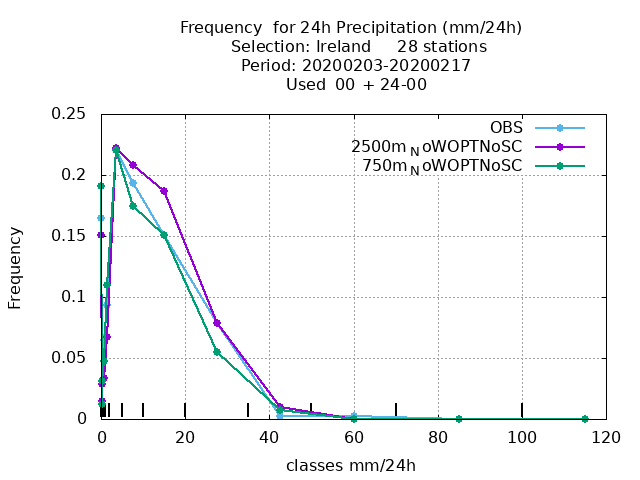 Frequency  for 24h Precipitation (mm/24h)
Selection: Ireland     28 stations
Period: 20200203-20200217
Used  00 + 24-00
OBS
2500m_NoWOPTNoSC
750m_NoWOPTNoSC
0.25
0.2
0.15
0.1
0.05
0
Frequency
0 20 40 60 80 100 120
classes mm/24h